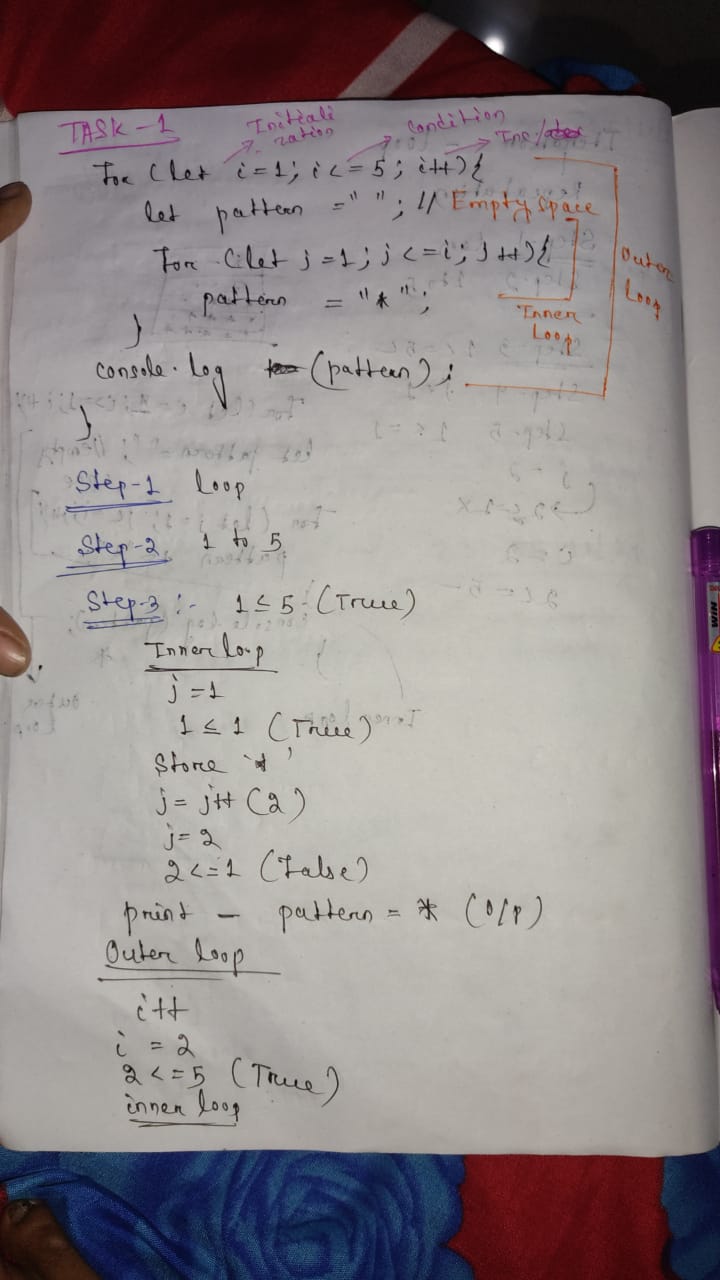 TASK-1
Initiali
zation
Condition
Inc/
For (let i=1; i<=5; i++){
let pattern =" "; // Empty space
For (let j=1; j<=i; j++){
pattern = "*";
Inner
Loop
Outer
Loop
}
console.log (pattern);
}
Step-1 loop
Step-2 1 to 5
Step-3 :- 1≤5 (True)
Inner loop
j=1
1≤1 (True)
Store '*'
j= j++ (2)
j=2
2<=1 (False)
print - pattern = * (O/P)
Outer loop
i++
i = 2
2<=5 (True)
inner loop
WIN